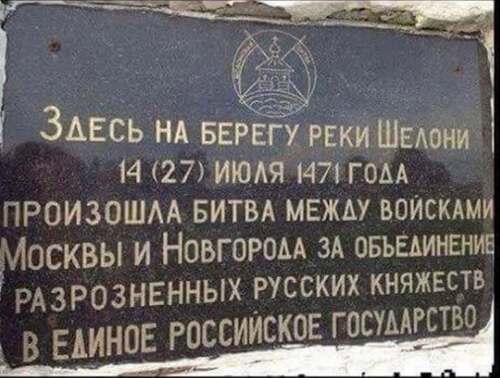 Здесь на берегу реки Шелони
14 (27) июля 1471 года
произошла битва между войсками
Москвы и Новгорода за объединение
разрозненных русских княжеств
в единое российское государство